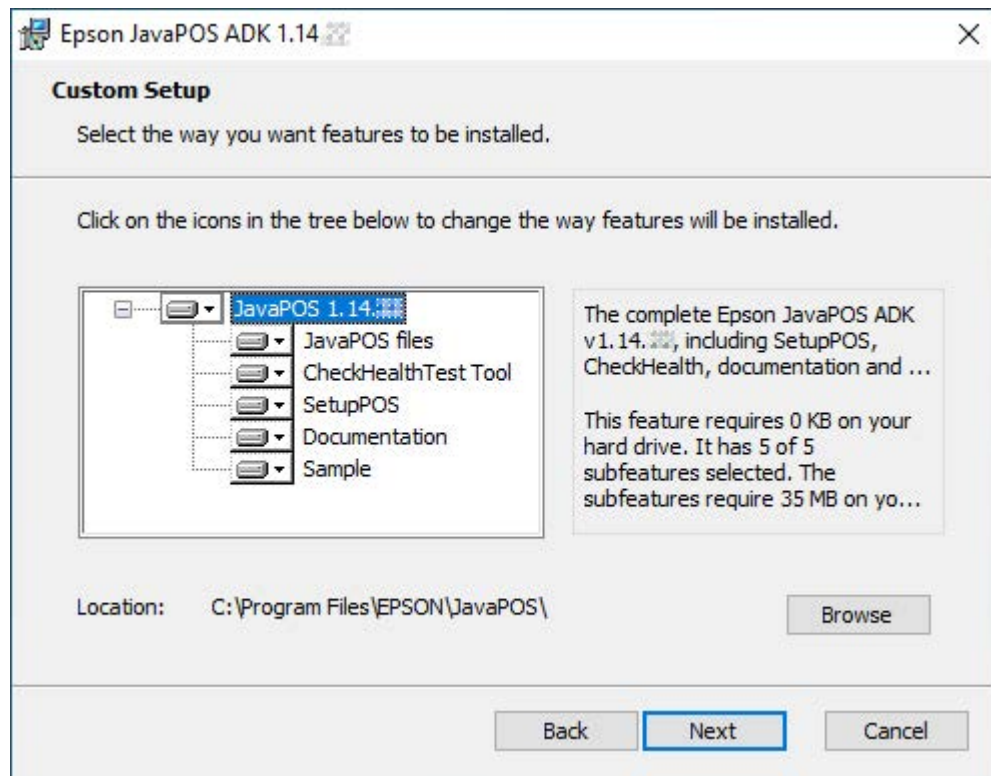 Epson JavaPOS ADK 1.14
Custom Setup
Select the way you want features to be installed.
Click on the icons in the tree below to change the way features will be installed.
JavaPOS 1.14.
JavaPOS files
CheckHealthTest Tool
SetupPOS
Documentation
Sample
The complete Epson JavaPOS ADK
v1.14. , including SetupPOS,
CheckHealth, documentation and ...
This feature requires 0 KB on your
hard drive. It has 5 of 5
subfeatures selected. The
subfeatures require 35 MB on yo...
Location: C:\Program Files\EPSON\JavaPOS\
Browse
Back Next Cancel